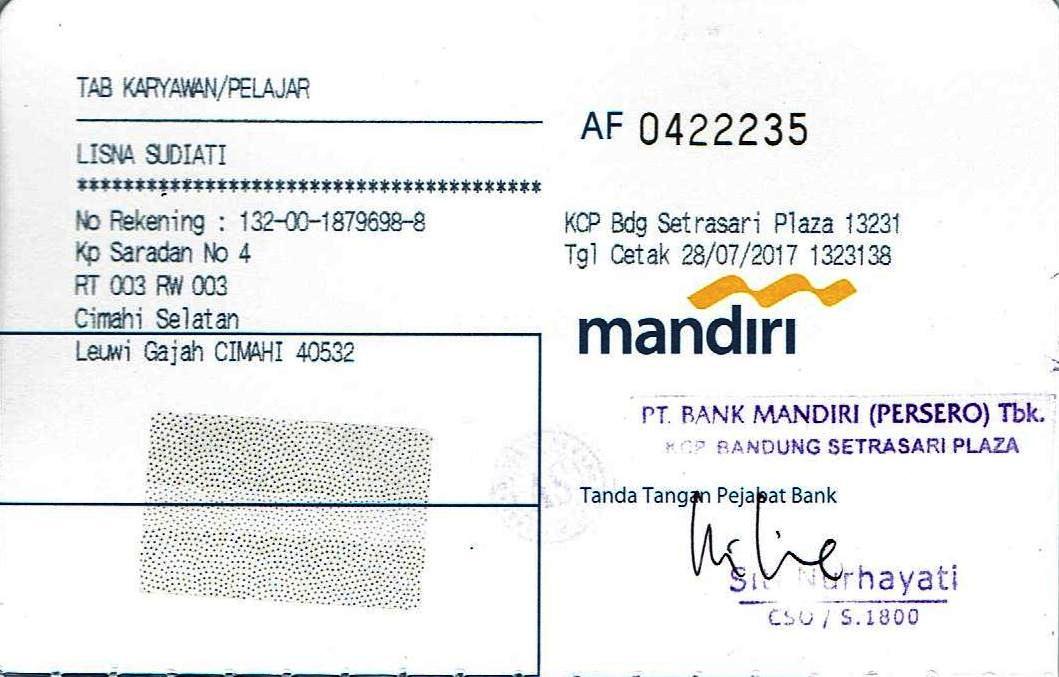 TAB KARYAWAN/PELAJAR
AF 0422235
LISNA SUDIATI
****************************************
No Rekening : 132-00-1879698-8
Kp Saradan No 4
RT 003 RW 003
Cimahi Selatan
Leuwi Gajah CIMAHI 40532
KCP Bdg Setrasari Plaza 13231
Tgl Cetak 28/07/2017 1323138
mandiri
PT. BANK MANDIRI (PERSERO) Tbk.
KCP BANDUNG SETRASARI PLAZA
Tanda Tangan Pejabat Bank
Nurhayati
CSO / S.1800